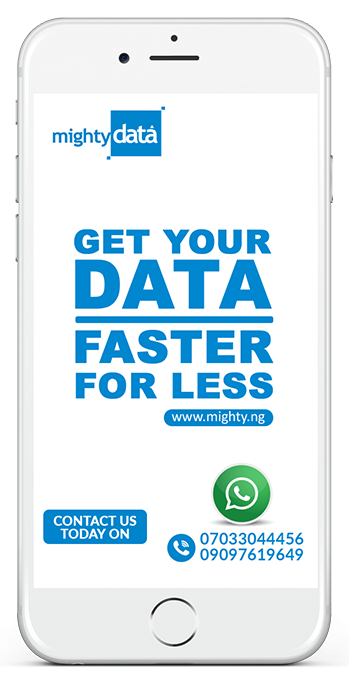 mightydata
GET YOUR
DATA
FASTER
FOR LESS
www.mighty.ng
CONTACT US
TODAY ON
07033044456
09097619649